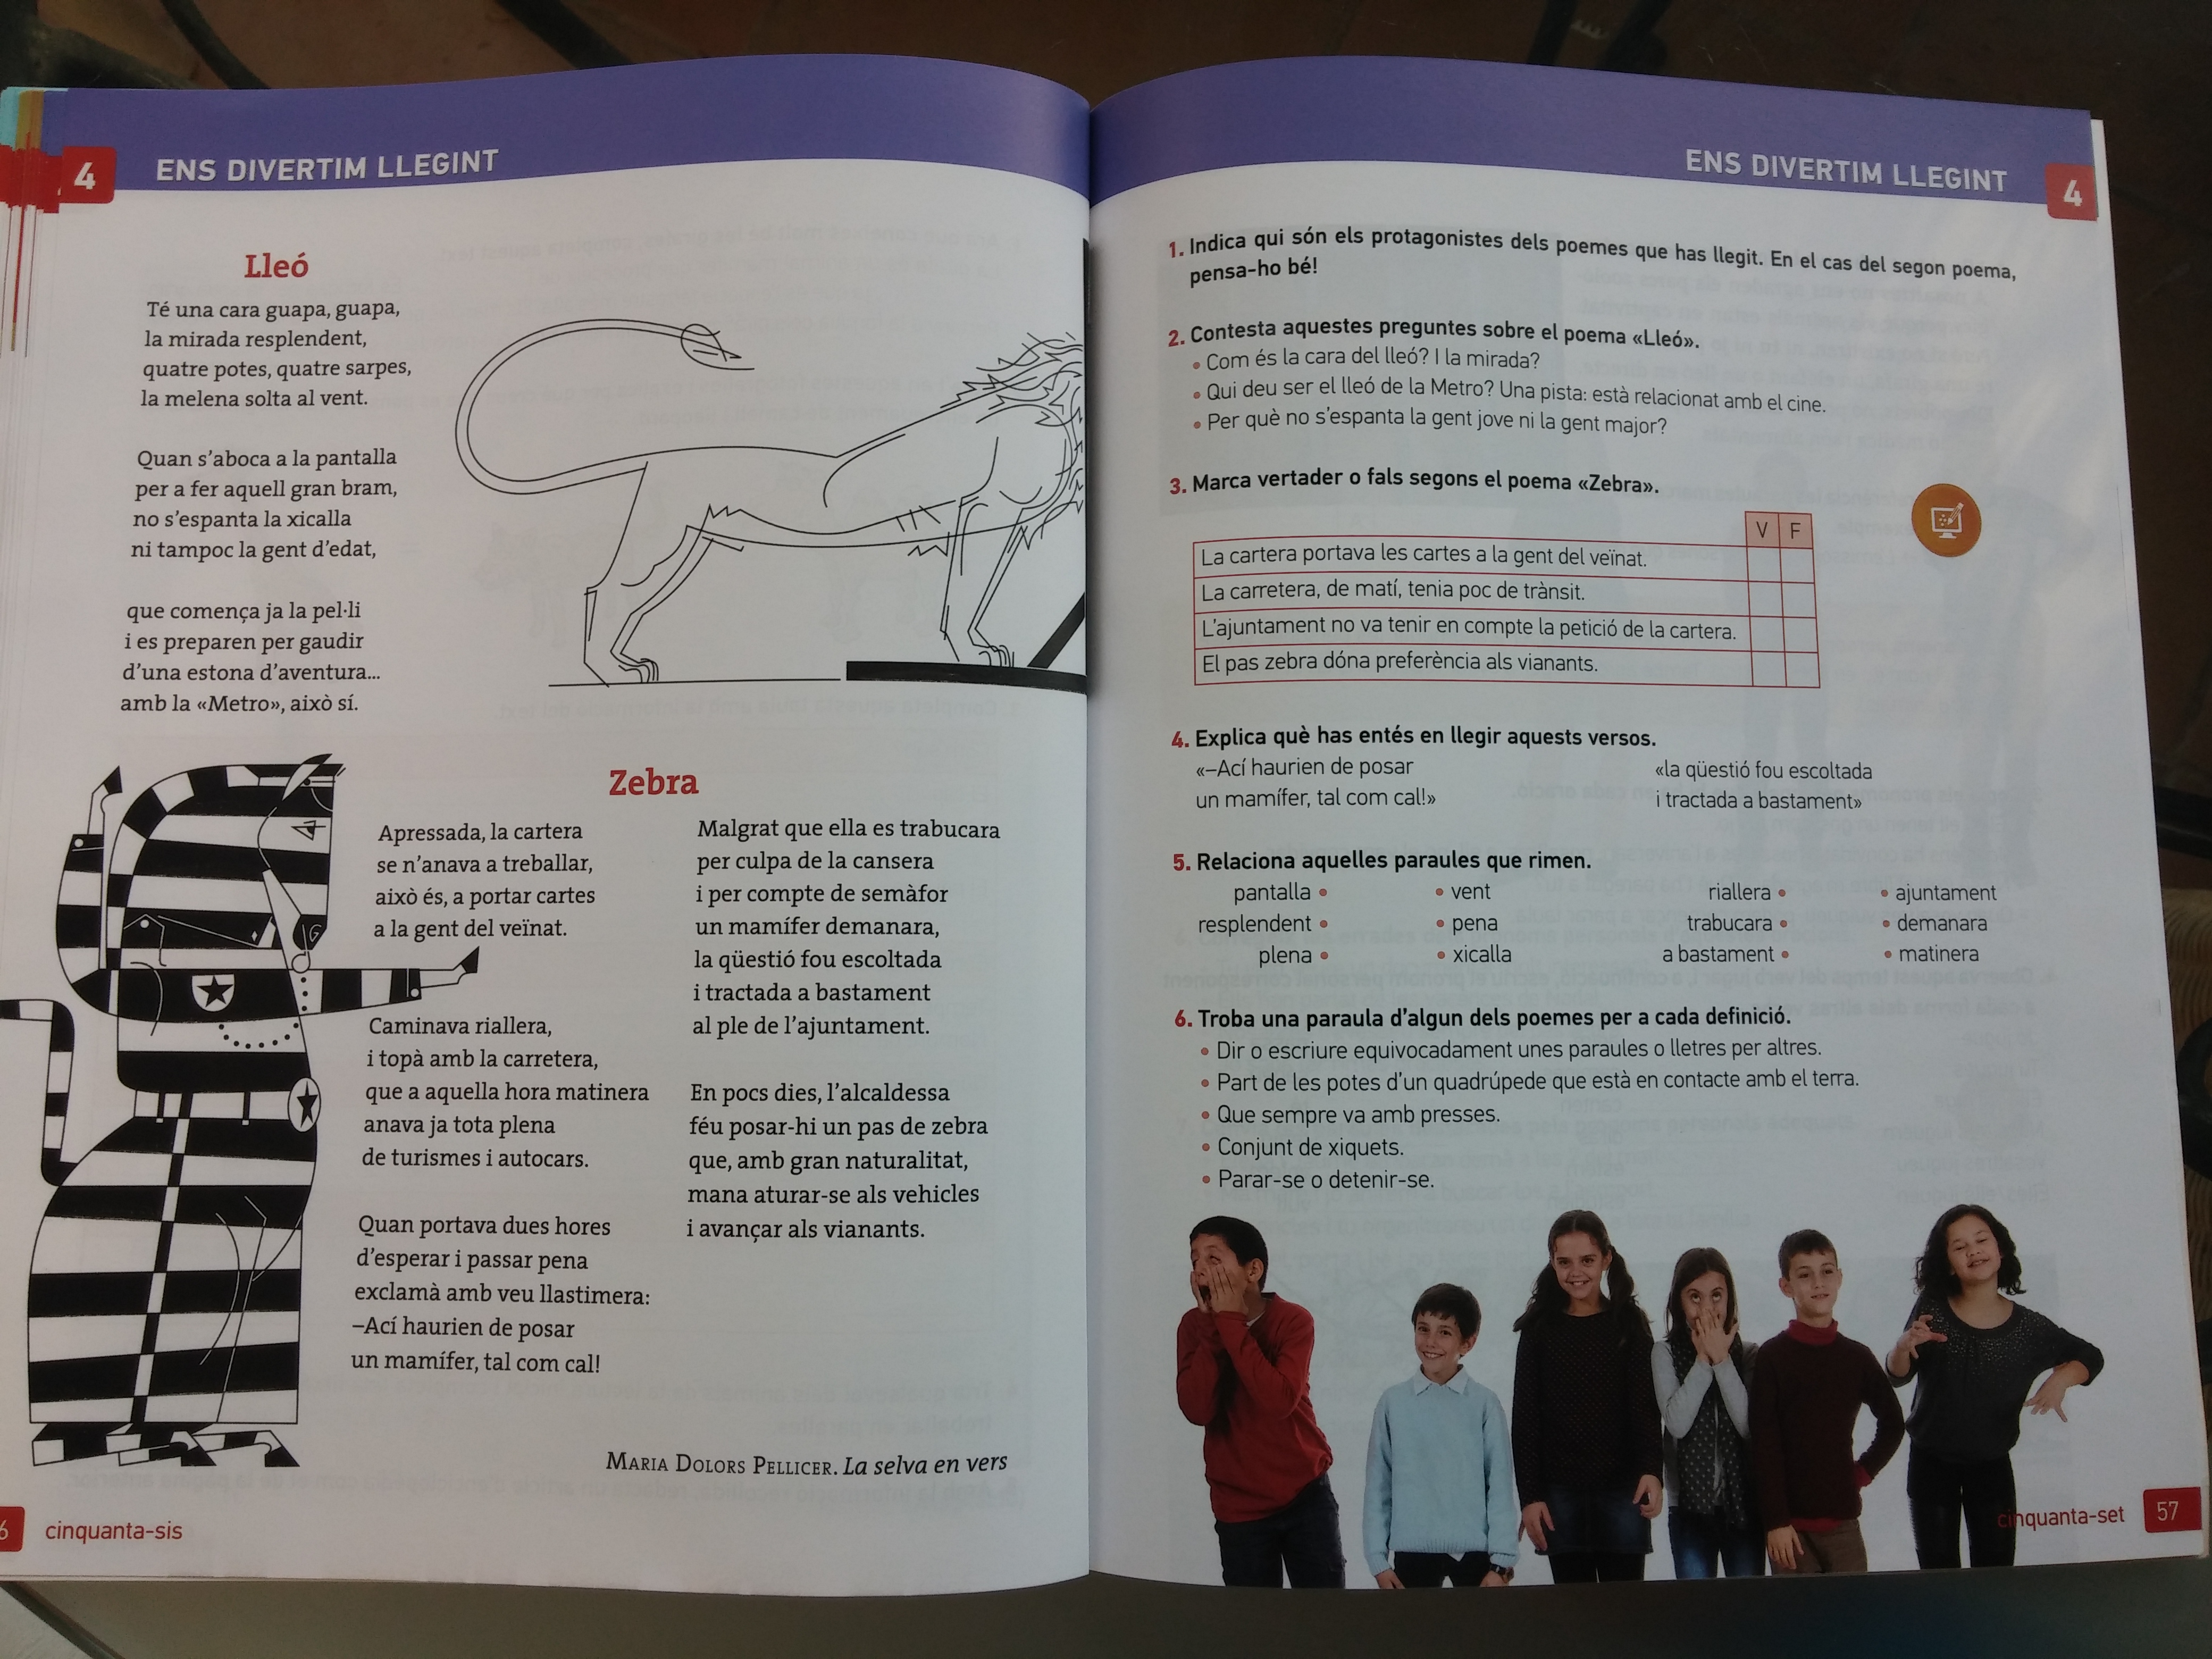 4
ENS DIVERTIM LLEGINT
Lleó
Té una cara guapa, guapa,
la mirada resplendent,
quatre potes, quatre sarpes,
la melena solta al vent.
Quan s'aboca a la pantalla
per a fer aquell gran bram,
no s'espanta la xicalla
ni tampoc la gent d'edat,
que comença ja la pel·li
i es preparen per gaudir
d'una estona d'aventura...
amb la «Metro», això sí.
Zebra
Apressada, la cartera
se n'anava a treballar,
això és, a portar cartes
a la gent del veïnat.
Caminava riallera,
i topà amb la carretera,
que a aquella hora matinera
anava ja tota plena
de turismes i autocars.
Quan portava dues hores
d'esperar i passar pena
exclamà amb veu llastimera:
–Ací haurien de posar
un mamífer, tal com cal!
Malgrat que ella es trabucara
per culpa de la cansera
i per compte de semàfor
un mamífer demanara,
la qüestió fou escoltada
i tractada a bastament
al ple de l'ajuntament.
En pocs dies, l'alcaldessa
féu posar-hi un pas de zebra
que, amb gran naturalitat,
mana aturar-se als vehicles
i avançar als vianants.
MARIA DOLORS PELLICER. La selva en vers
6 cinquanta-sis
ENS DIVERTIM LLEGINT
4
1. Indica qui són els protagonistes dels poemes que has llegit. En el cas del segon poema,
pensa-ho bé!
2. Contesta aquestes preguntes sobre el poema «Lleó».
• Com és la cara del lleó? I la mirada?
• Qui deu ser el lleó de la Metro? Una pista: està relacionat amb el cine.
• Per què no s'espanta la gent jove ni la gent major?
3. Marca vertader o fals segons el poema «Zebra».
V F
La cartera portava les cartes a la gent del veïnat.
La carretera, de matí, tenia poc de trànsit.
L'ajuntament no va tenir en compte la petició de la cartera.
El pas zebra dóna preferència als vianants.
4. Explica què has entés en llegir aquests versos.
«–Ací haurien de posar
un mamífer, tal com cal!»
«la qüestió fou escoltada
i tractada a bastament»
5. Relaciona aquelles paraules que rimen.
pantalla • • vent riallera • • ajuntament
resplendent • • pena trabucara • • demanara
plena • • xicalla a bastament • • matinera
6. Troba una paraula d'algun dels poemes per a cada definició.
• Dir o escriure equivocadament unes paraules o lletres per altres.
• Part de les potes d'un quadrúpede que està en contacte amb el terra.
• Que sempre va amb presses.
• Conjunt de xiquets.
• Parar-se o detenir-se.
cinquanta-set 57